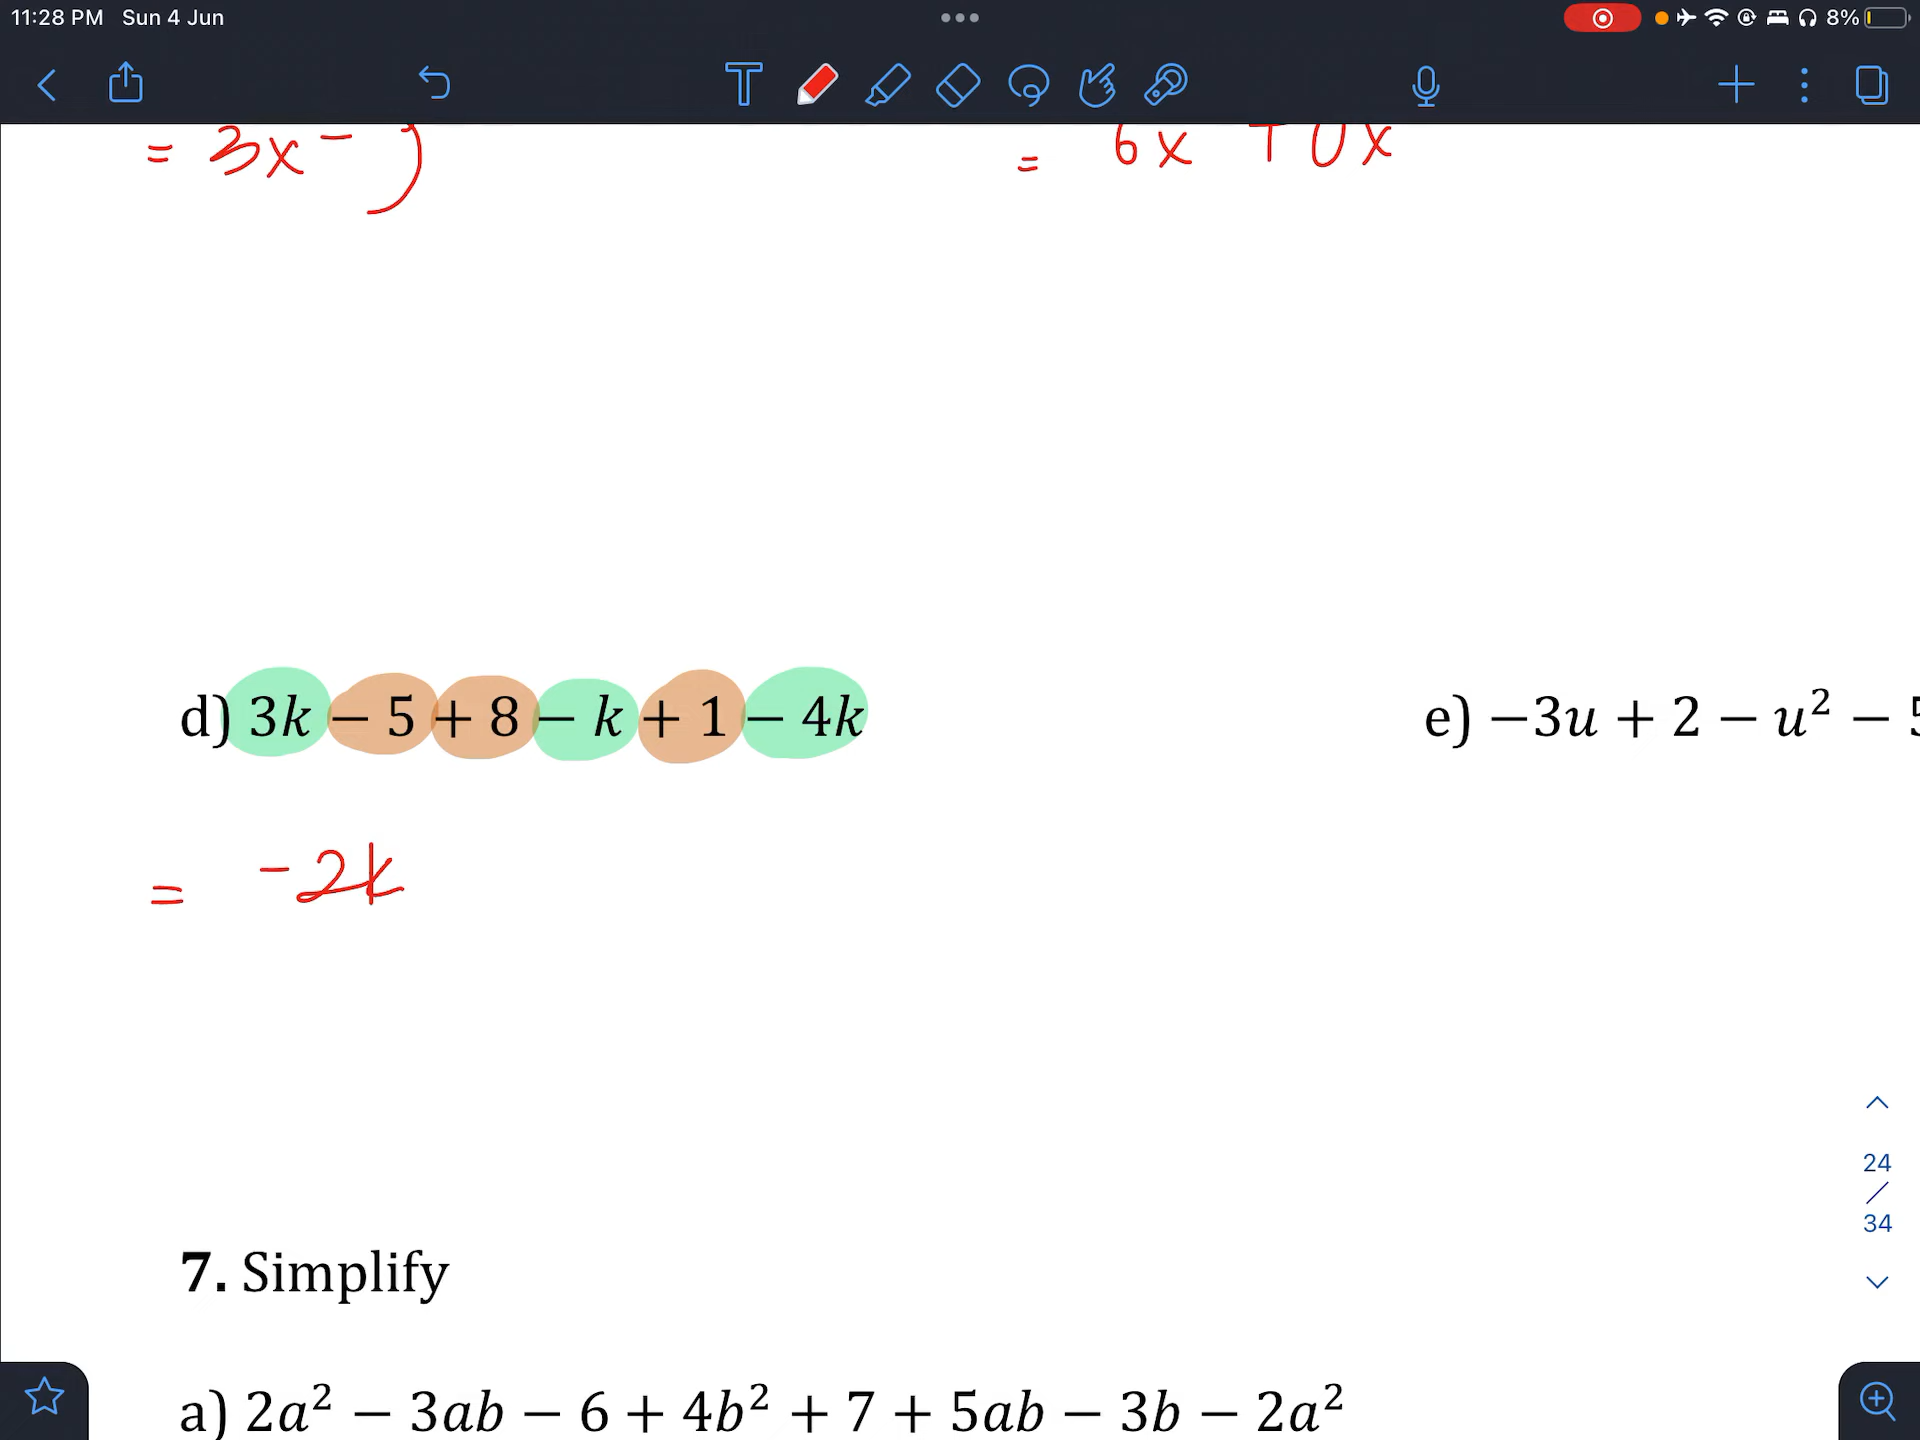 11:28 PM Sun 4 Jun 8%
= 3x -
= 6x + 0x
d) 3k − 5 + 8 − k + 1 − 4k
e) −3u + 2 − u² −
= -2k
24
/
34
7. Simplify
a) 2a² − 3ab − 6 + 4b² + 7 + 5ab − 3b − 2a²